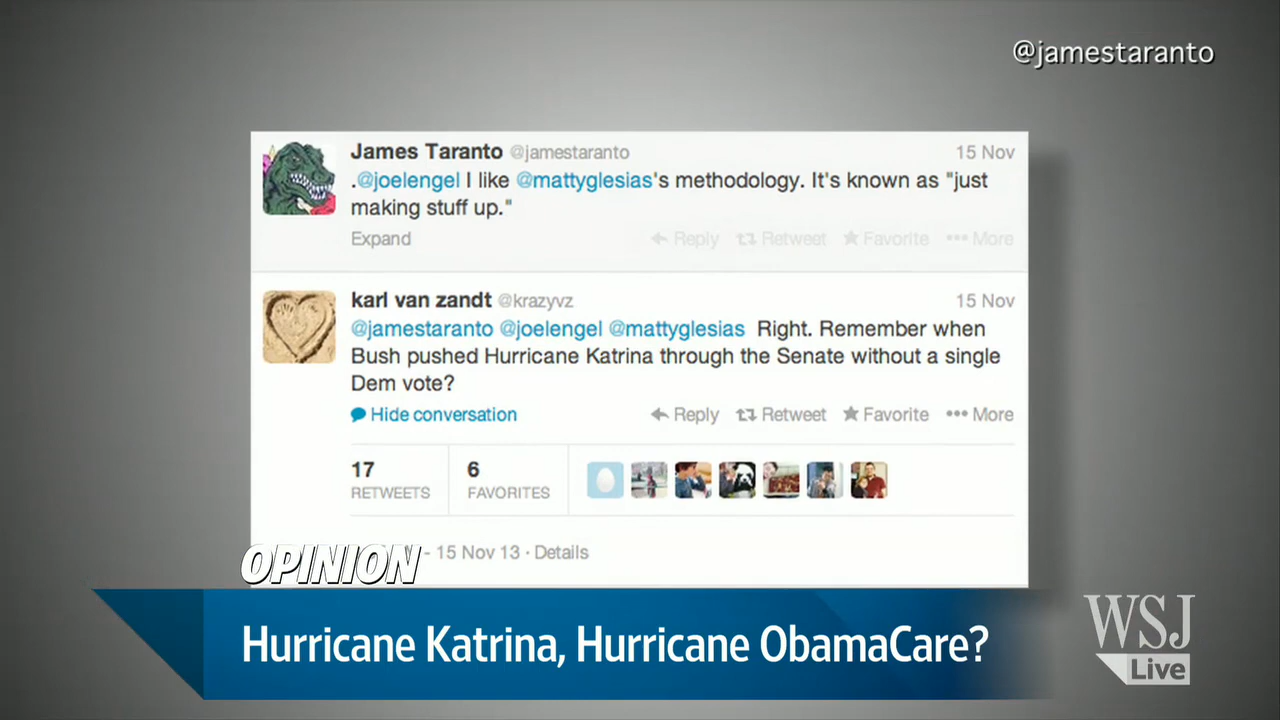 @jamestaranto
James Taranto @jamestaranto 15 Nov
.@joelengel I like @mattyglesias's methodology. It's known as "just
making stuff up."
Expand Reply Retweet Favorite More
karl van zandt @krazyvz 15 Nov
@jamestaranto @joelengel @mattyglesias Right. Remember when
Bush pushed Hurricane Katrina through the Senate without a single
Dem vote?
Hide conversation Reply Retweet Favorite More
17 6
RETWEETS FAVORITES
- 15 Nov 13 · Details
OPINION
Hurricane Katrina, Hurricane ObamaCare?
WSJ
Live